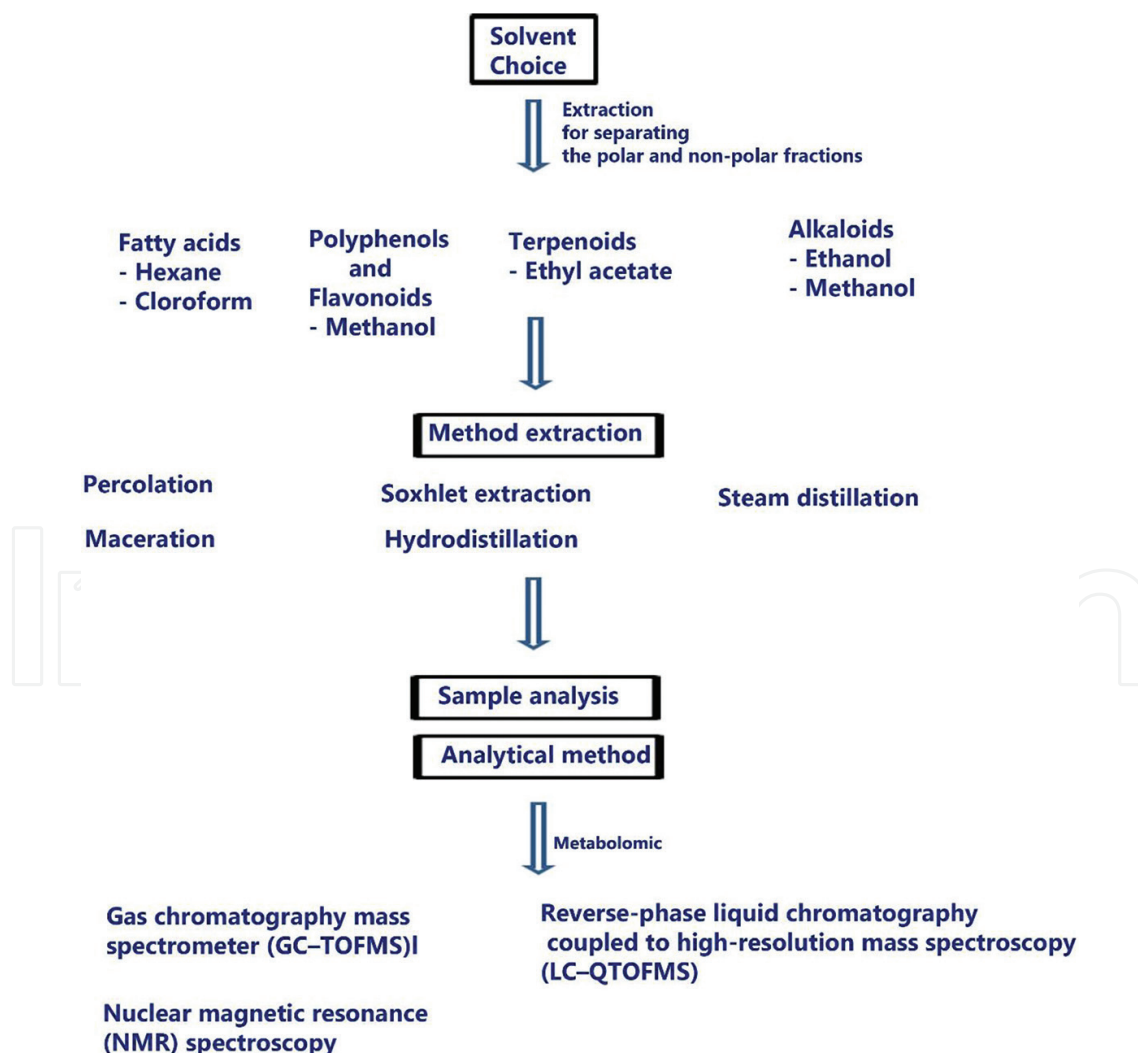 Solvent
Choice
Extraction
for separating
the polar and non-polar fractions
Fatty acids
- Hexane
- Cloroform
Polyphenols
and
Flavonoids
- Methanol
Terpenoids
- Ethyl acetate
Alkaloids
- Ethanol
- Methanol
Method extraction
Percolation
Soxhlet extraction
Steam distillation
Maceration
Hydrodistillation
Sample analysis
Analytical method
Metabolomic
Gas chromatography mass
spectrometer (GC–TOFMS)l
Reverse-phase liquid chromatography
coupled to high-resolution mass spectroscopy
(LC–QTOFMS)
Nuclear magnetic resonance
(NMR) spectroscopy